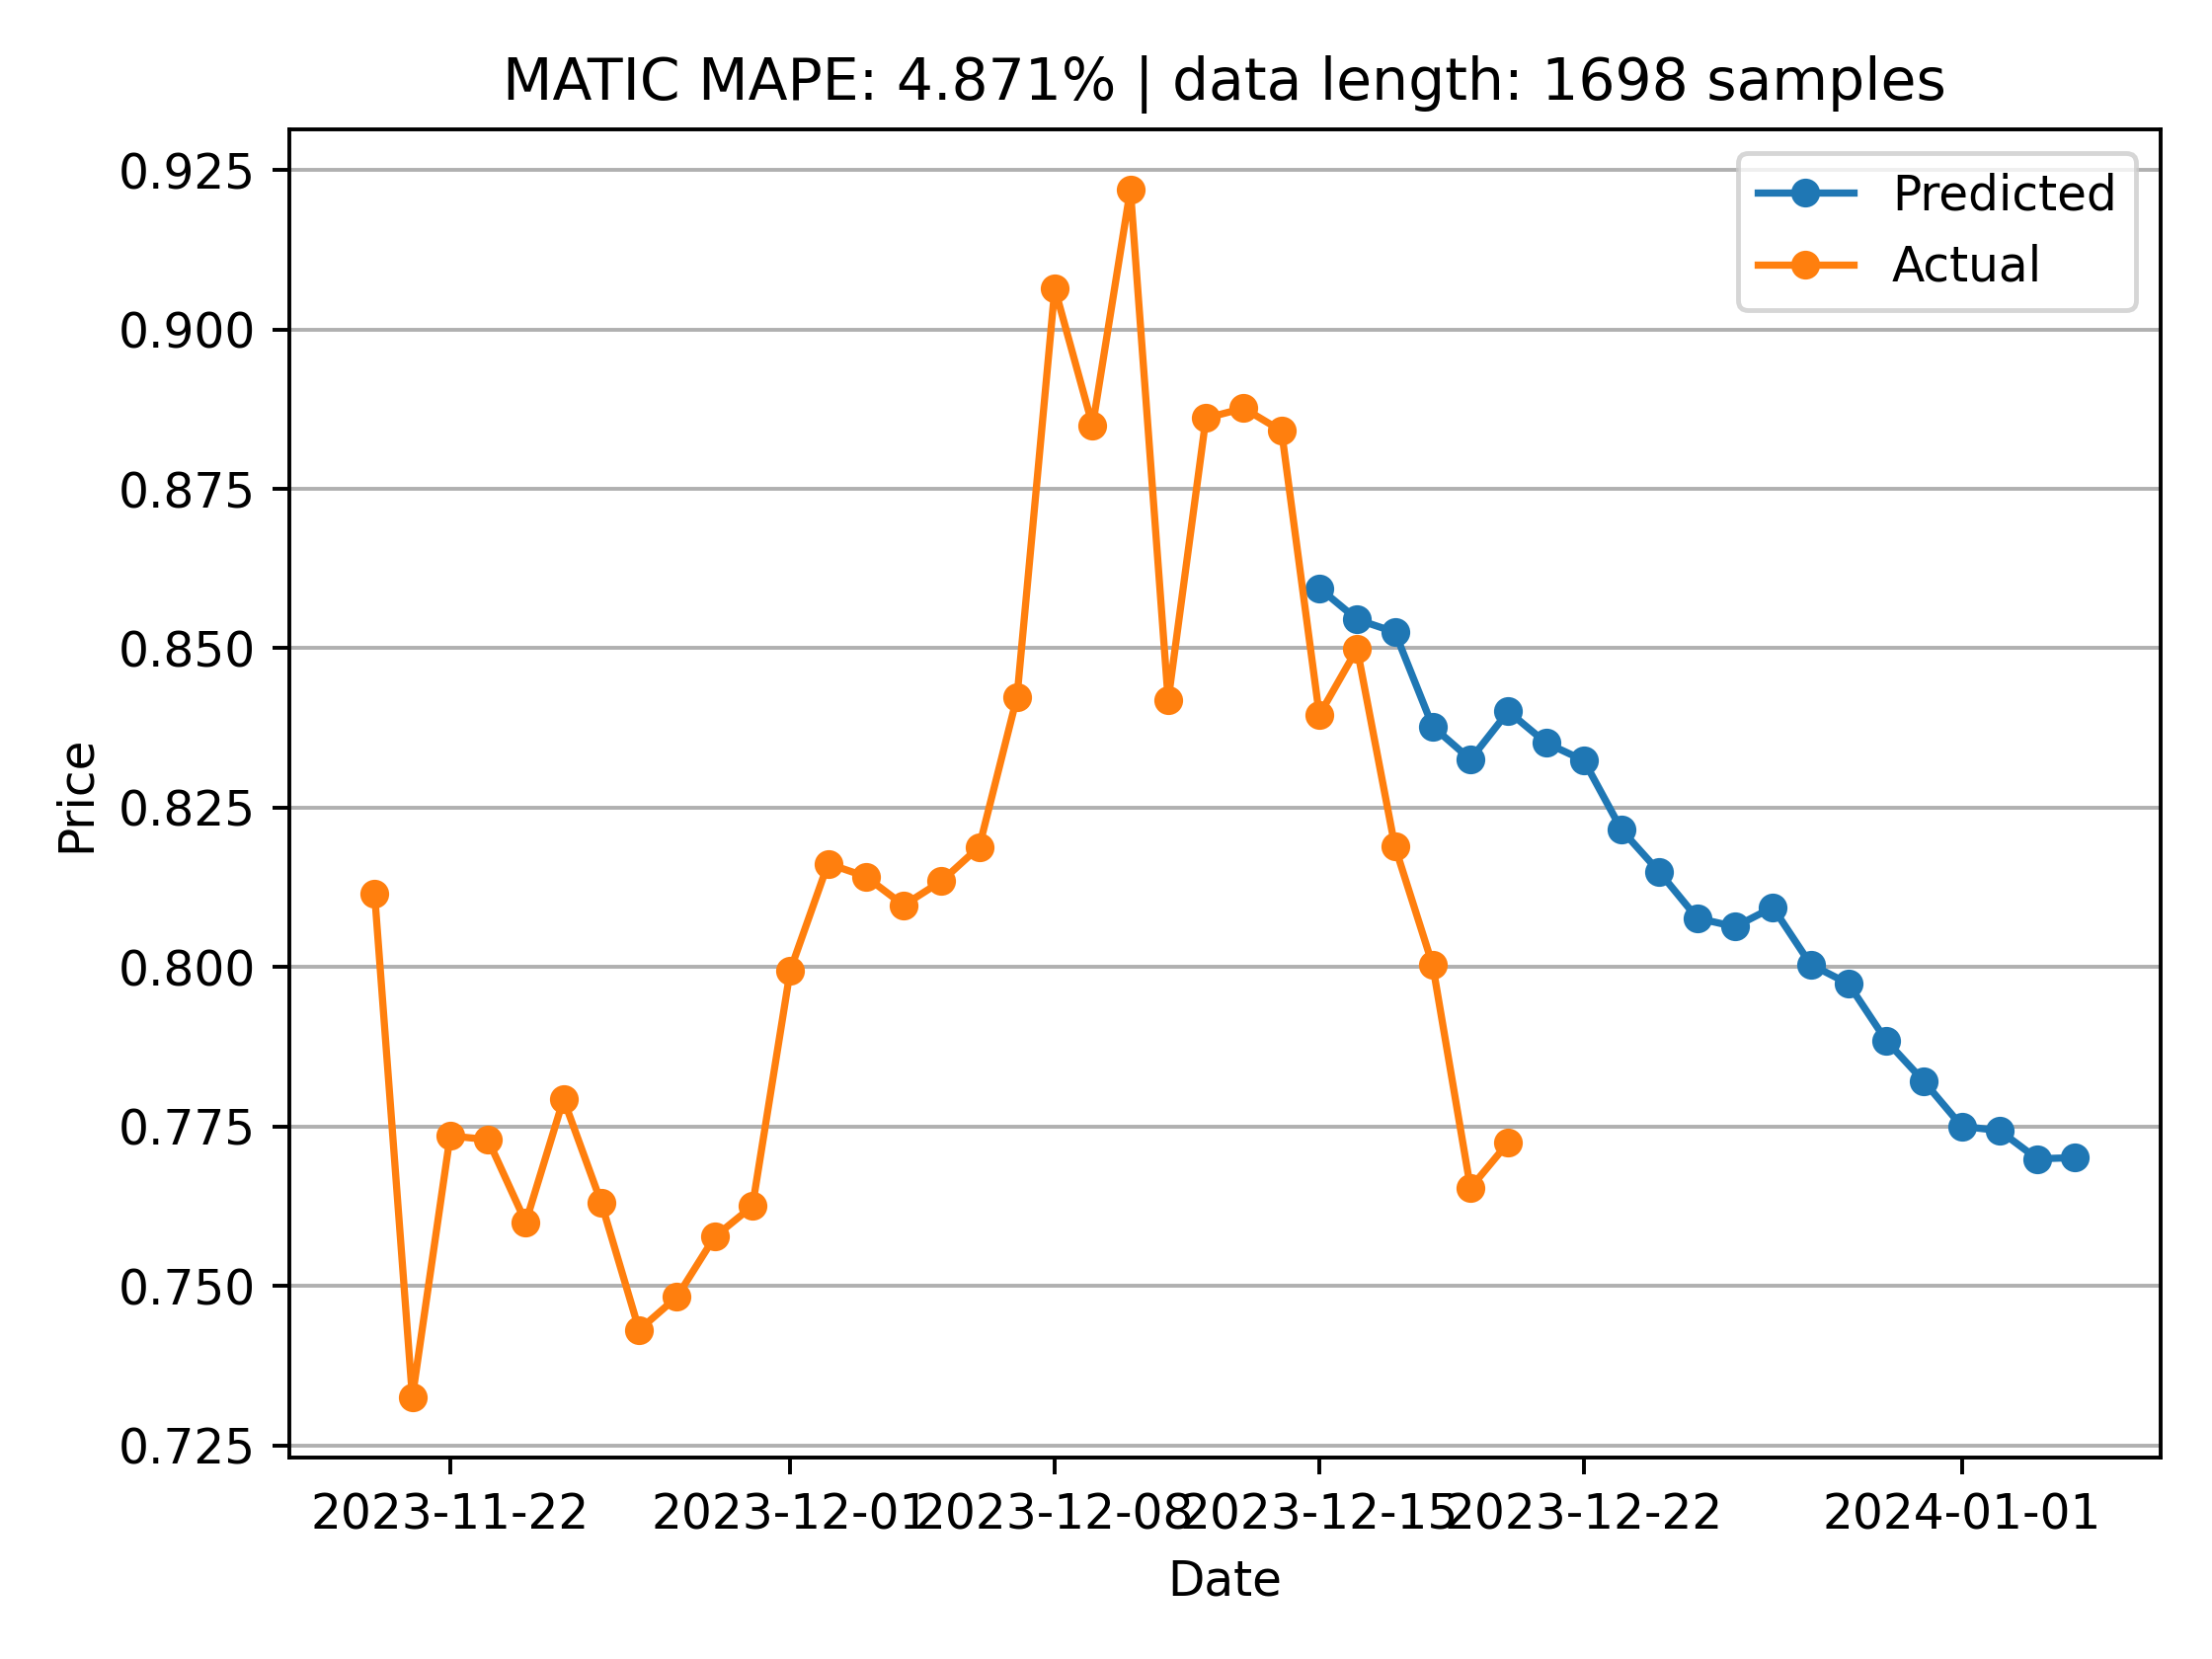 MATIC MAPE: 4.871% | data length: 1698 samples
Predicted
Actual
0.925
0.900
0.875
0.850
0.825
0.800
0.775
0.750
0.725
Price
2023-11-22 2023-12-01 2023-12-08 2023-12-15 2023-12-22 2024-01-01
Date